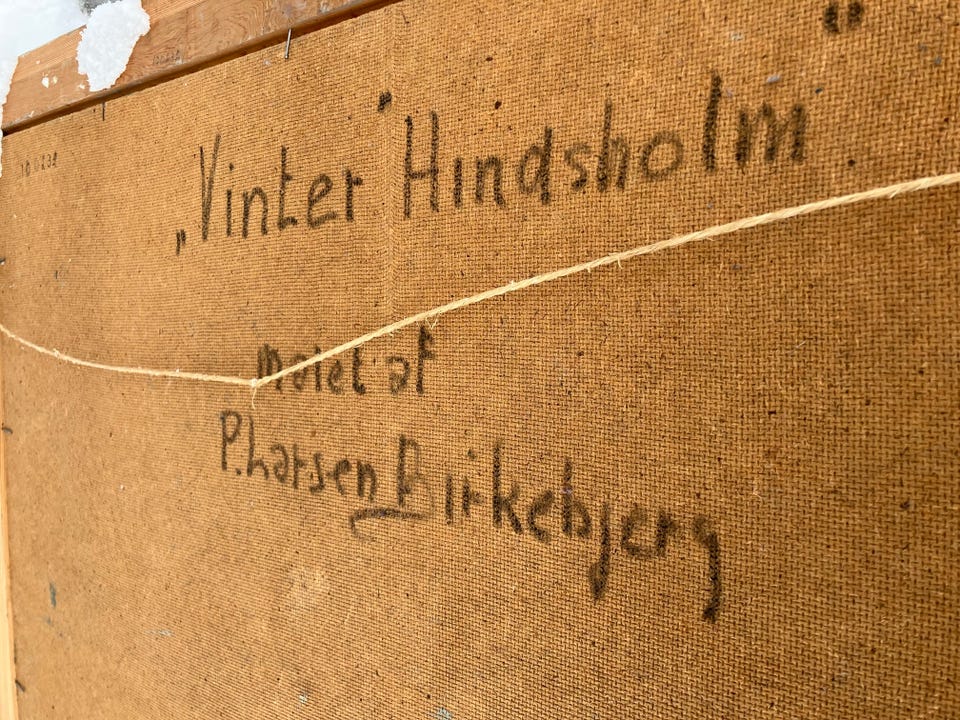 „Vinter Hindsholm"
malet af
P. Larsen Birkebjerg